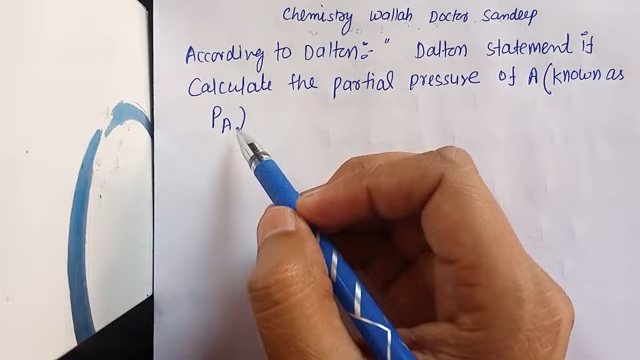 Chemistry Wallah Doctor Sandeep
According to Dalton:- " Dalton statement if
Calculate the partial pressure of A (known as
PA)